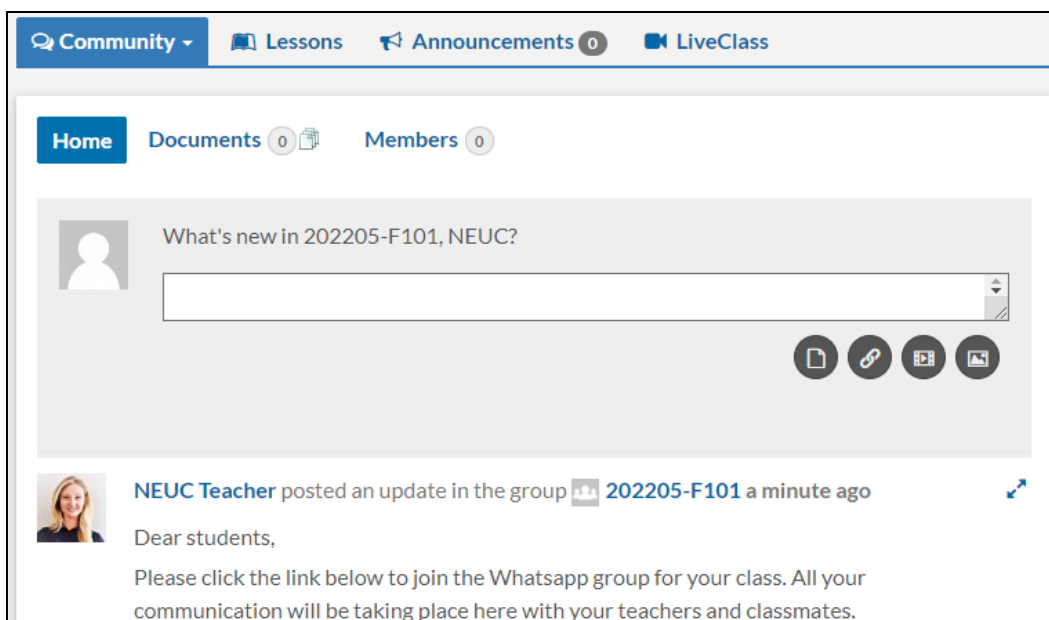 Community Lessons Announcements 0 LiveClass
Home Documents 0 Members 0
What's new in 202205-F101, NEUC?
NEUC Teacher posted an update in the group 202205-F101 a minute ago
Dear students,
Please click the link below to join the Whatsapp group for your class. All your
communication will be taking place here with your teachers and classmates.